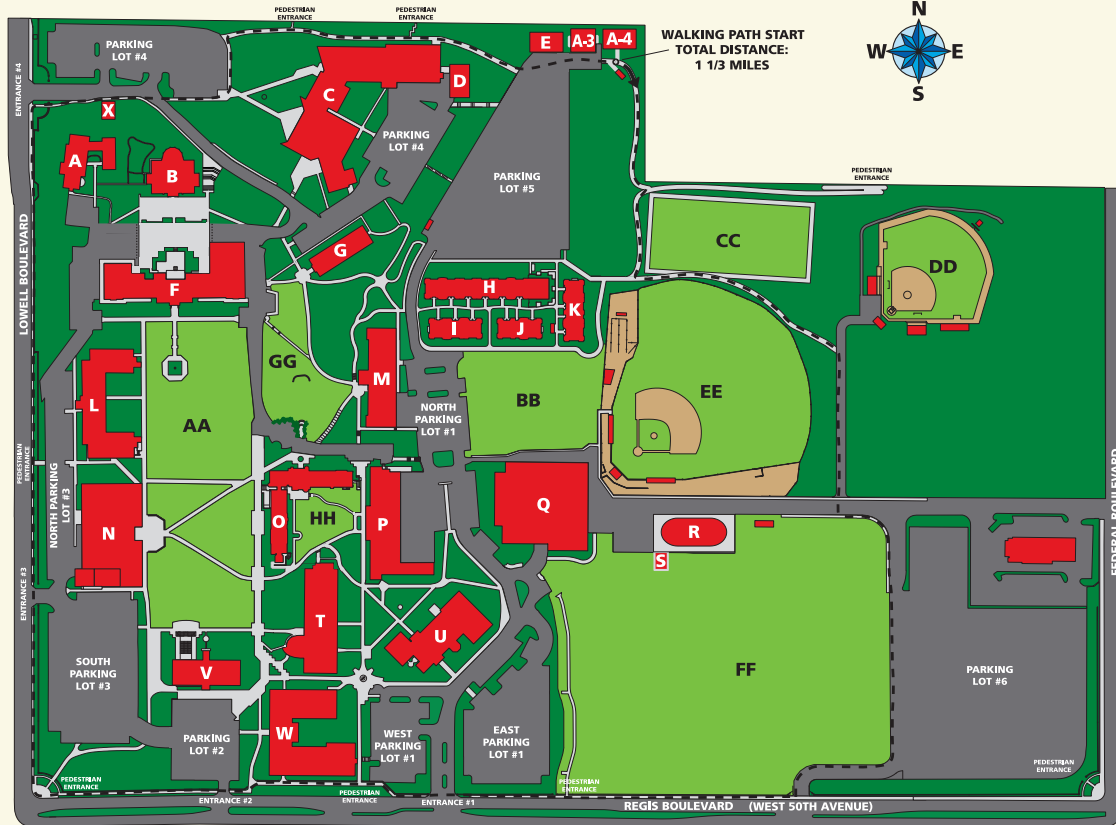 PEDESTRIAN
ENTRANCE
PEDESTRIAN
ENTRANCE
N
W
E
S
WALKING PATH START
TOTAL DISTANCE:
1 1/3 MILES
E
A-3
A-4
PARKING
LOT #4
ENTRANCE #4
X
C
D
PARKING
LOT #4
PARKING
LOT #5
A
B
PEDESTRIAN
ENTRANCE
LOWELL BOULEVARD
G
CC
DD
F
H
I
J
K
GG
M
L
AA
NORTH
PARKING
LOT #1
BB
EE
PEDESTRIAN
ENTRANCE
NORTH PARKING
LOT #3
FEDERAL BOULEVARD
N
O
HH
P
Q
R
S
ENTRANCE #3
T
U
SOUTH
PARKING
LOT #3
V
FF
PARKING
LOT #6
W
PARKING
LOT #2
WEST
PARKING
LOT #1
EAST
PARKING
LOT #1
PEDESTRIAN
ENTRANCE
ENTRANCE #2
PEDESTRIAN
ENTRANCE
ENTRANCE #1
PEDESTRIAN
ENTRANCE
PEDESTRIAN
ENTRANCE
REGIS BOULEVARD (WEST 50TH AVENUE)